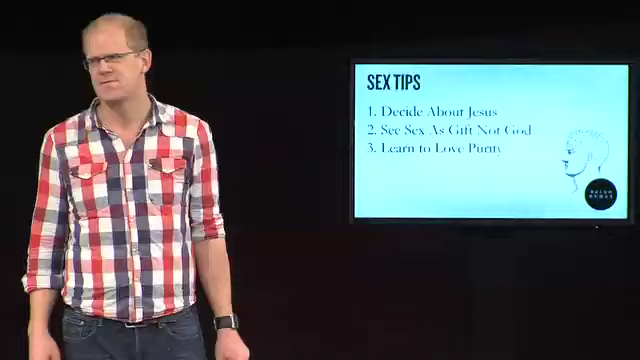 SEX TIPS
1. Decide About Jesus
2. See Sex As Gift Not God
3. Learn to Love Purity